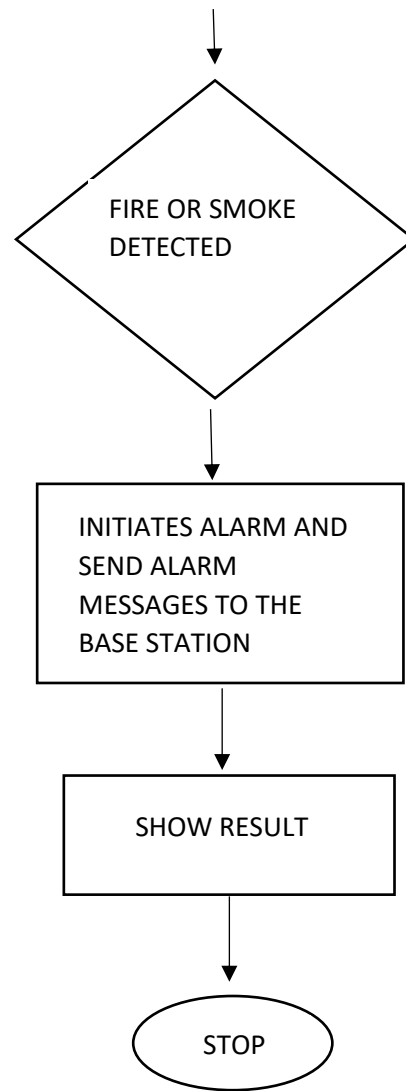 FIRE OR SMOKE
DETECTED
INITIATES ALARM AND
SEND ALARM
MESSAGES TO THE
BASE STATION
SHOW RESULT
STOP